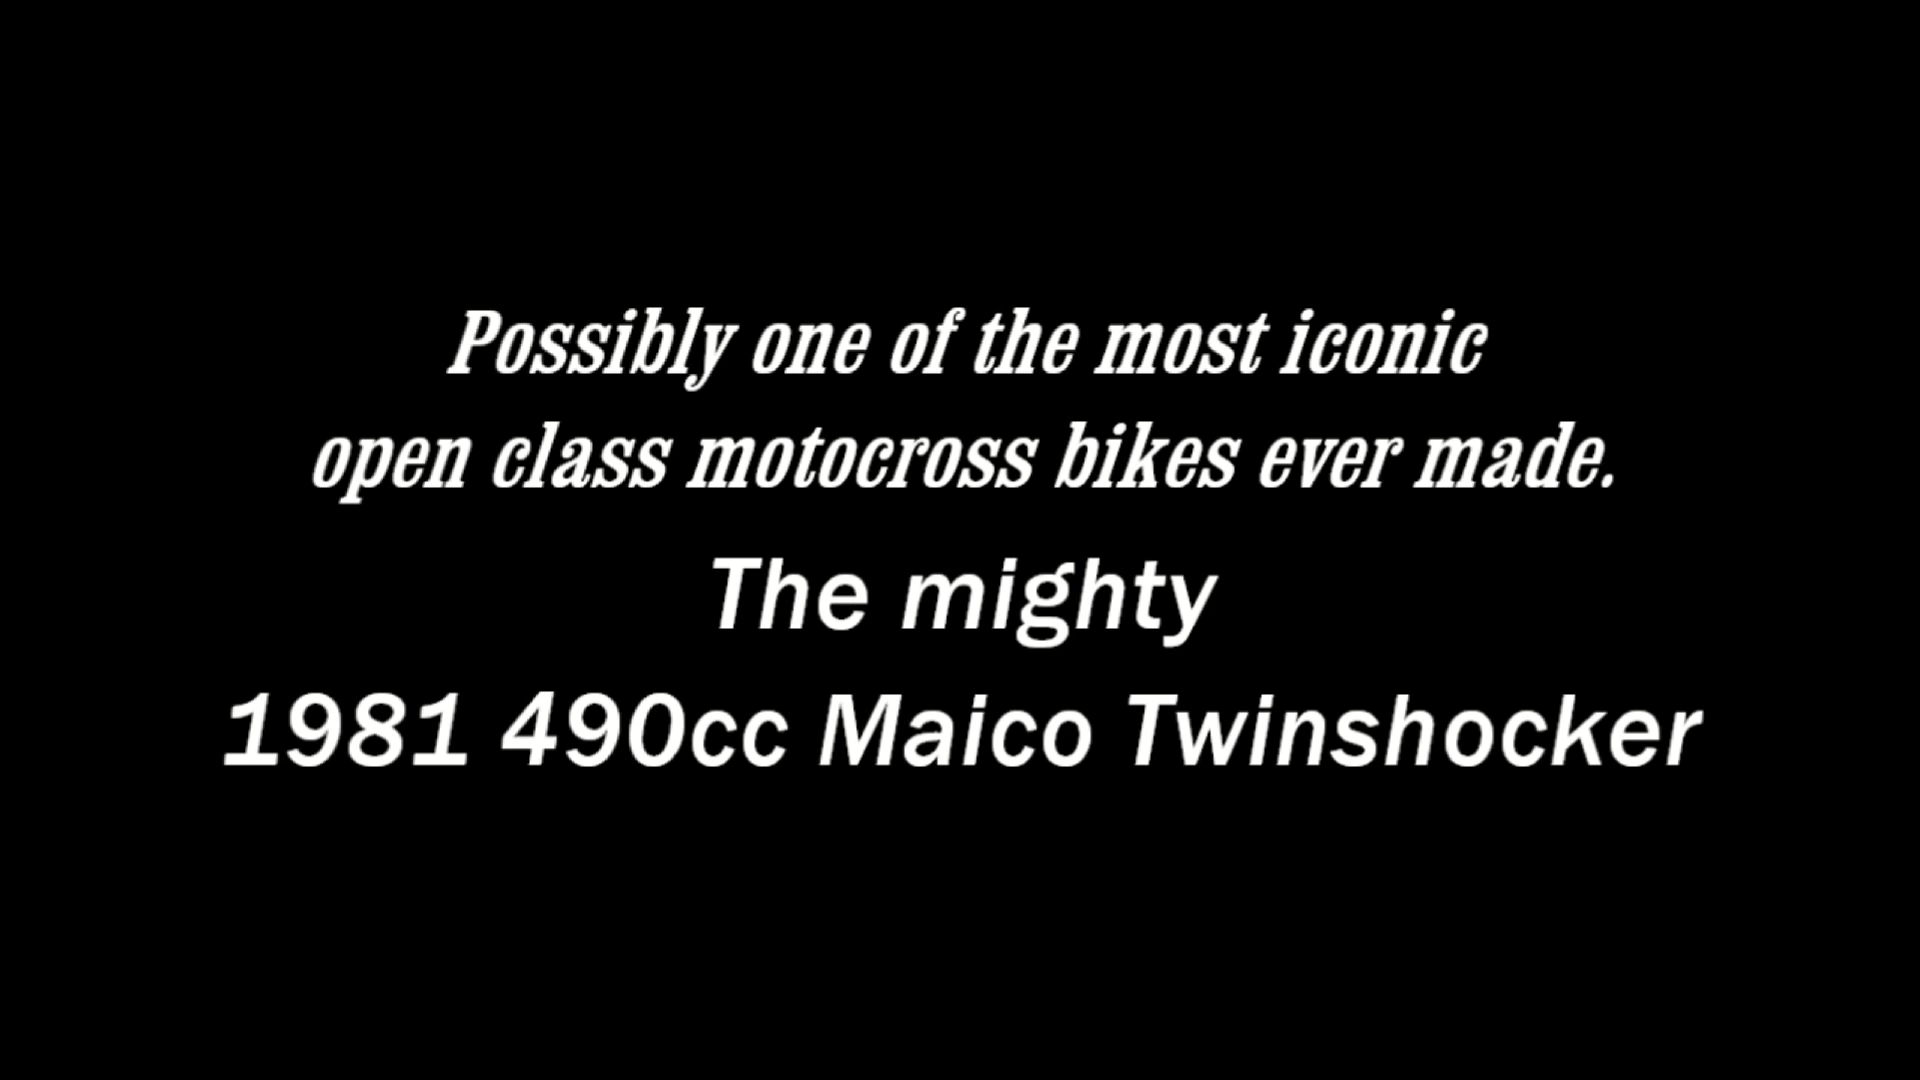 Possibly one of the most iconic
open class motocross bikes ever made.
The mighty
1981 490cc Maico Twinshocker